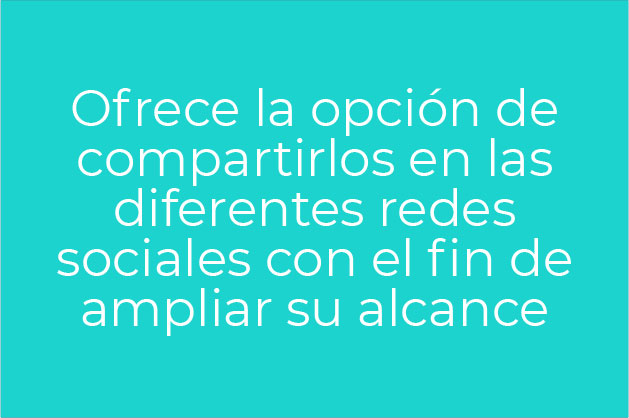 Ofrece la opción de
compartirlos en las
diferentes redes
sociales con el fin de
ampliar su alcance